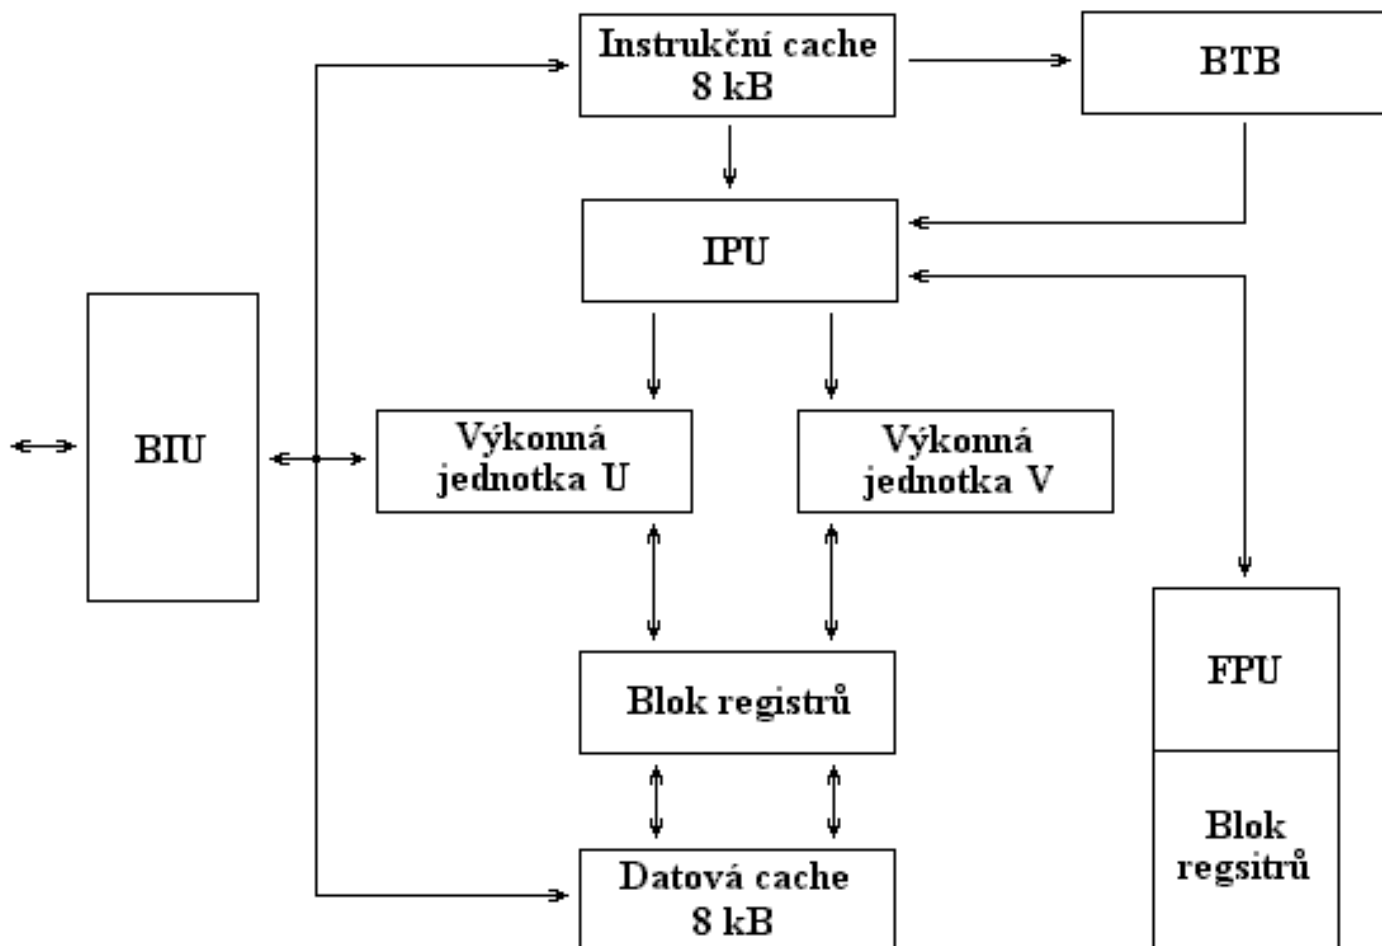 Instrukční cache
8 kB
BTB
IPU
BIU
Výkonná
jednotka U
Výkonná
jednotka V
Blok registrů
FPU
Blok
regsitrů
Datová cache
8 kB